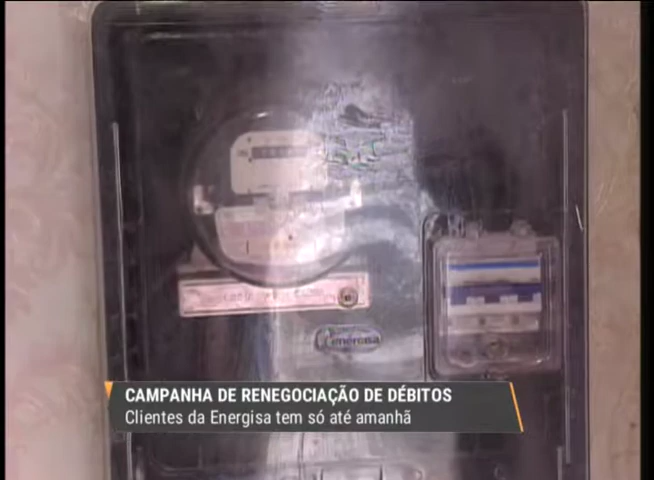 energisa
CAMPANHA DE RENEGOCIAÇÃO DE DÉBITOS
Clientes da Energisa tem só até amanhã